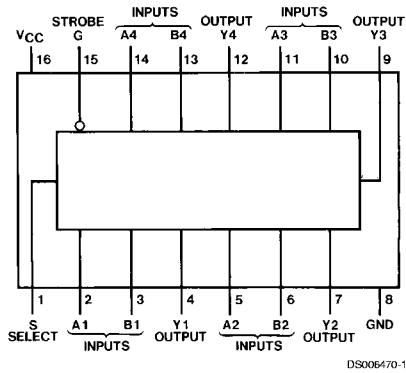 INPUTS INPUTS
STROBE OUTPUT OUTPUT
VCC G A4 B4 Y4 A3 B3 Y3
16 15 14 13 12 11 10 9
1 2 3 4 5 6 7 8
S A1 B1 Y1 A2 B2 Y2 GND
SELECT INPUTS OUTPUT INPUTS OUTPUT
DS006470-1